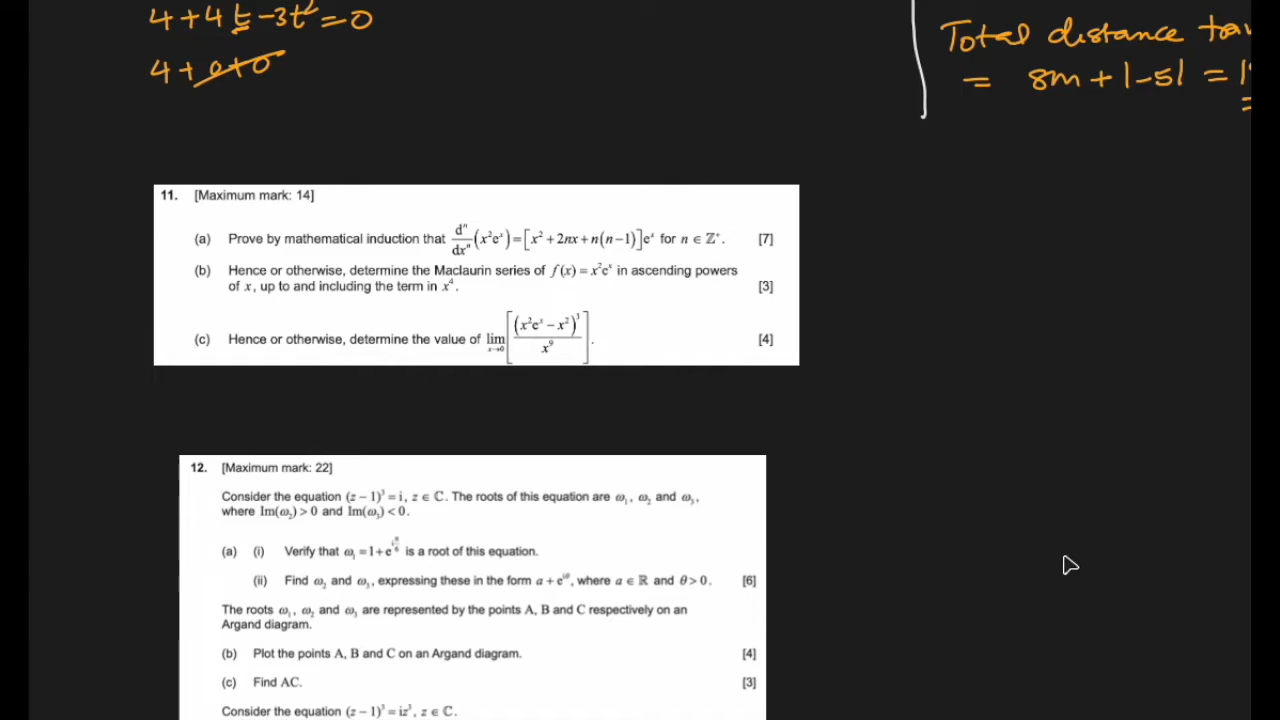 4+4t-3t²=0
4+0+0
Total distance
= 8m+|-5| =
=
11. [Maximum mark: 14]
(a) Prove by mathematical induction that dⁿ/dxⁿ (x²eˣ) = [x² + 2nx + n(n−1)]eˣ for n ∈ ℤ⁺. [7]
(b) Hence or otherwise, determine the Maclaurin series of f(x) = x²eˣ in ascending powers
of x, up to and including the term in x⁴. [3]
(c) Hence or otherwise, determine the value of lim x→0 [(x²eˣ − x²)³ / x⁹]. [4]
12. [Maximum mark: 22]
Consider the equation (z − 1)³ = i, z ∈ ℂ. The roots of this equation are ω₁, ω₂ and ω₃,
where Im(ω₂) > 0 and Im(ω₃) < 0.
(a) (i) Verify that ω₁ = 1 + e^(iπ/6) is a root of this equation.
(ii) Find ω₂ and ω₃, expressing these in the form a + e^(iθ), where a ∈ ℝ and θ > 0. [6]
The roots ω₁, ω₂ and ω₃ are represented by the points A, B and C respectively on an
Argand diagram.
(b) Plot the points A, B and C on an Argand diagram. [4]
(c) Find AC. [3]
Consider the equation (z − 1)³ = iz³, z ∈ ℂ.